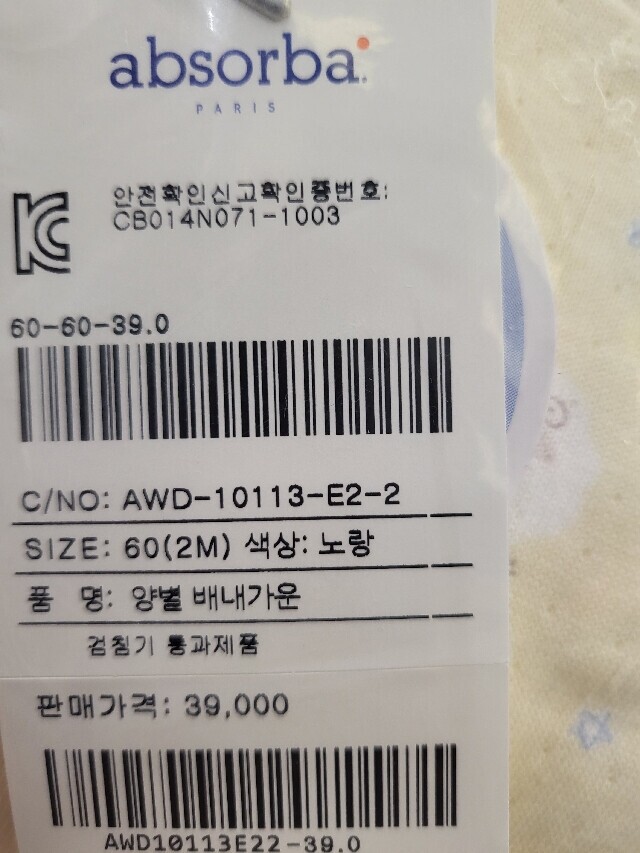 absorba.
PARIS
안전확인신고확인증번호:
CB014N071-1003
60-60-39.0
C/NO: AWD-10113-E2-2
SIZE: 60(2M) 색상: 노랑
품 명: 양별 배내가운
검침기 통과제품
판매가격: 39,000
AWD10113E22-39.0